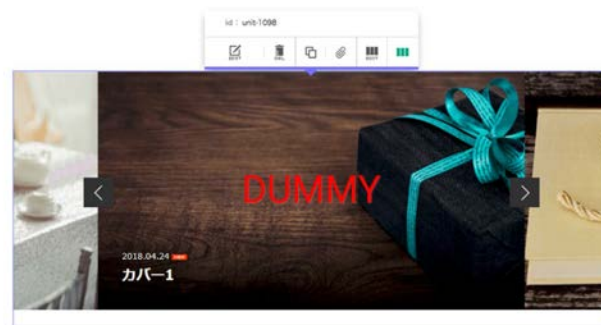 id : unit-1098
EDIT
DEL
DUMMY
2018.04.24
カバー1